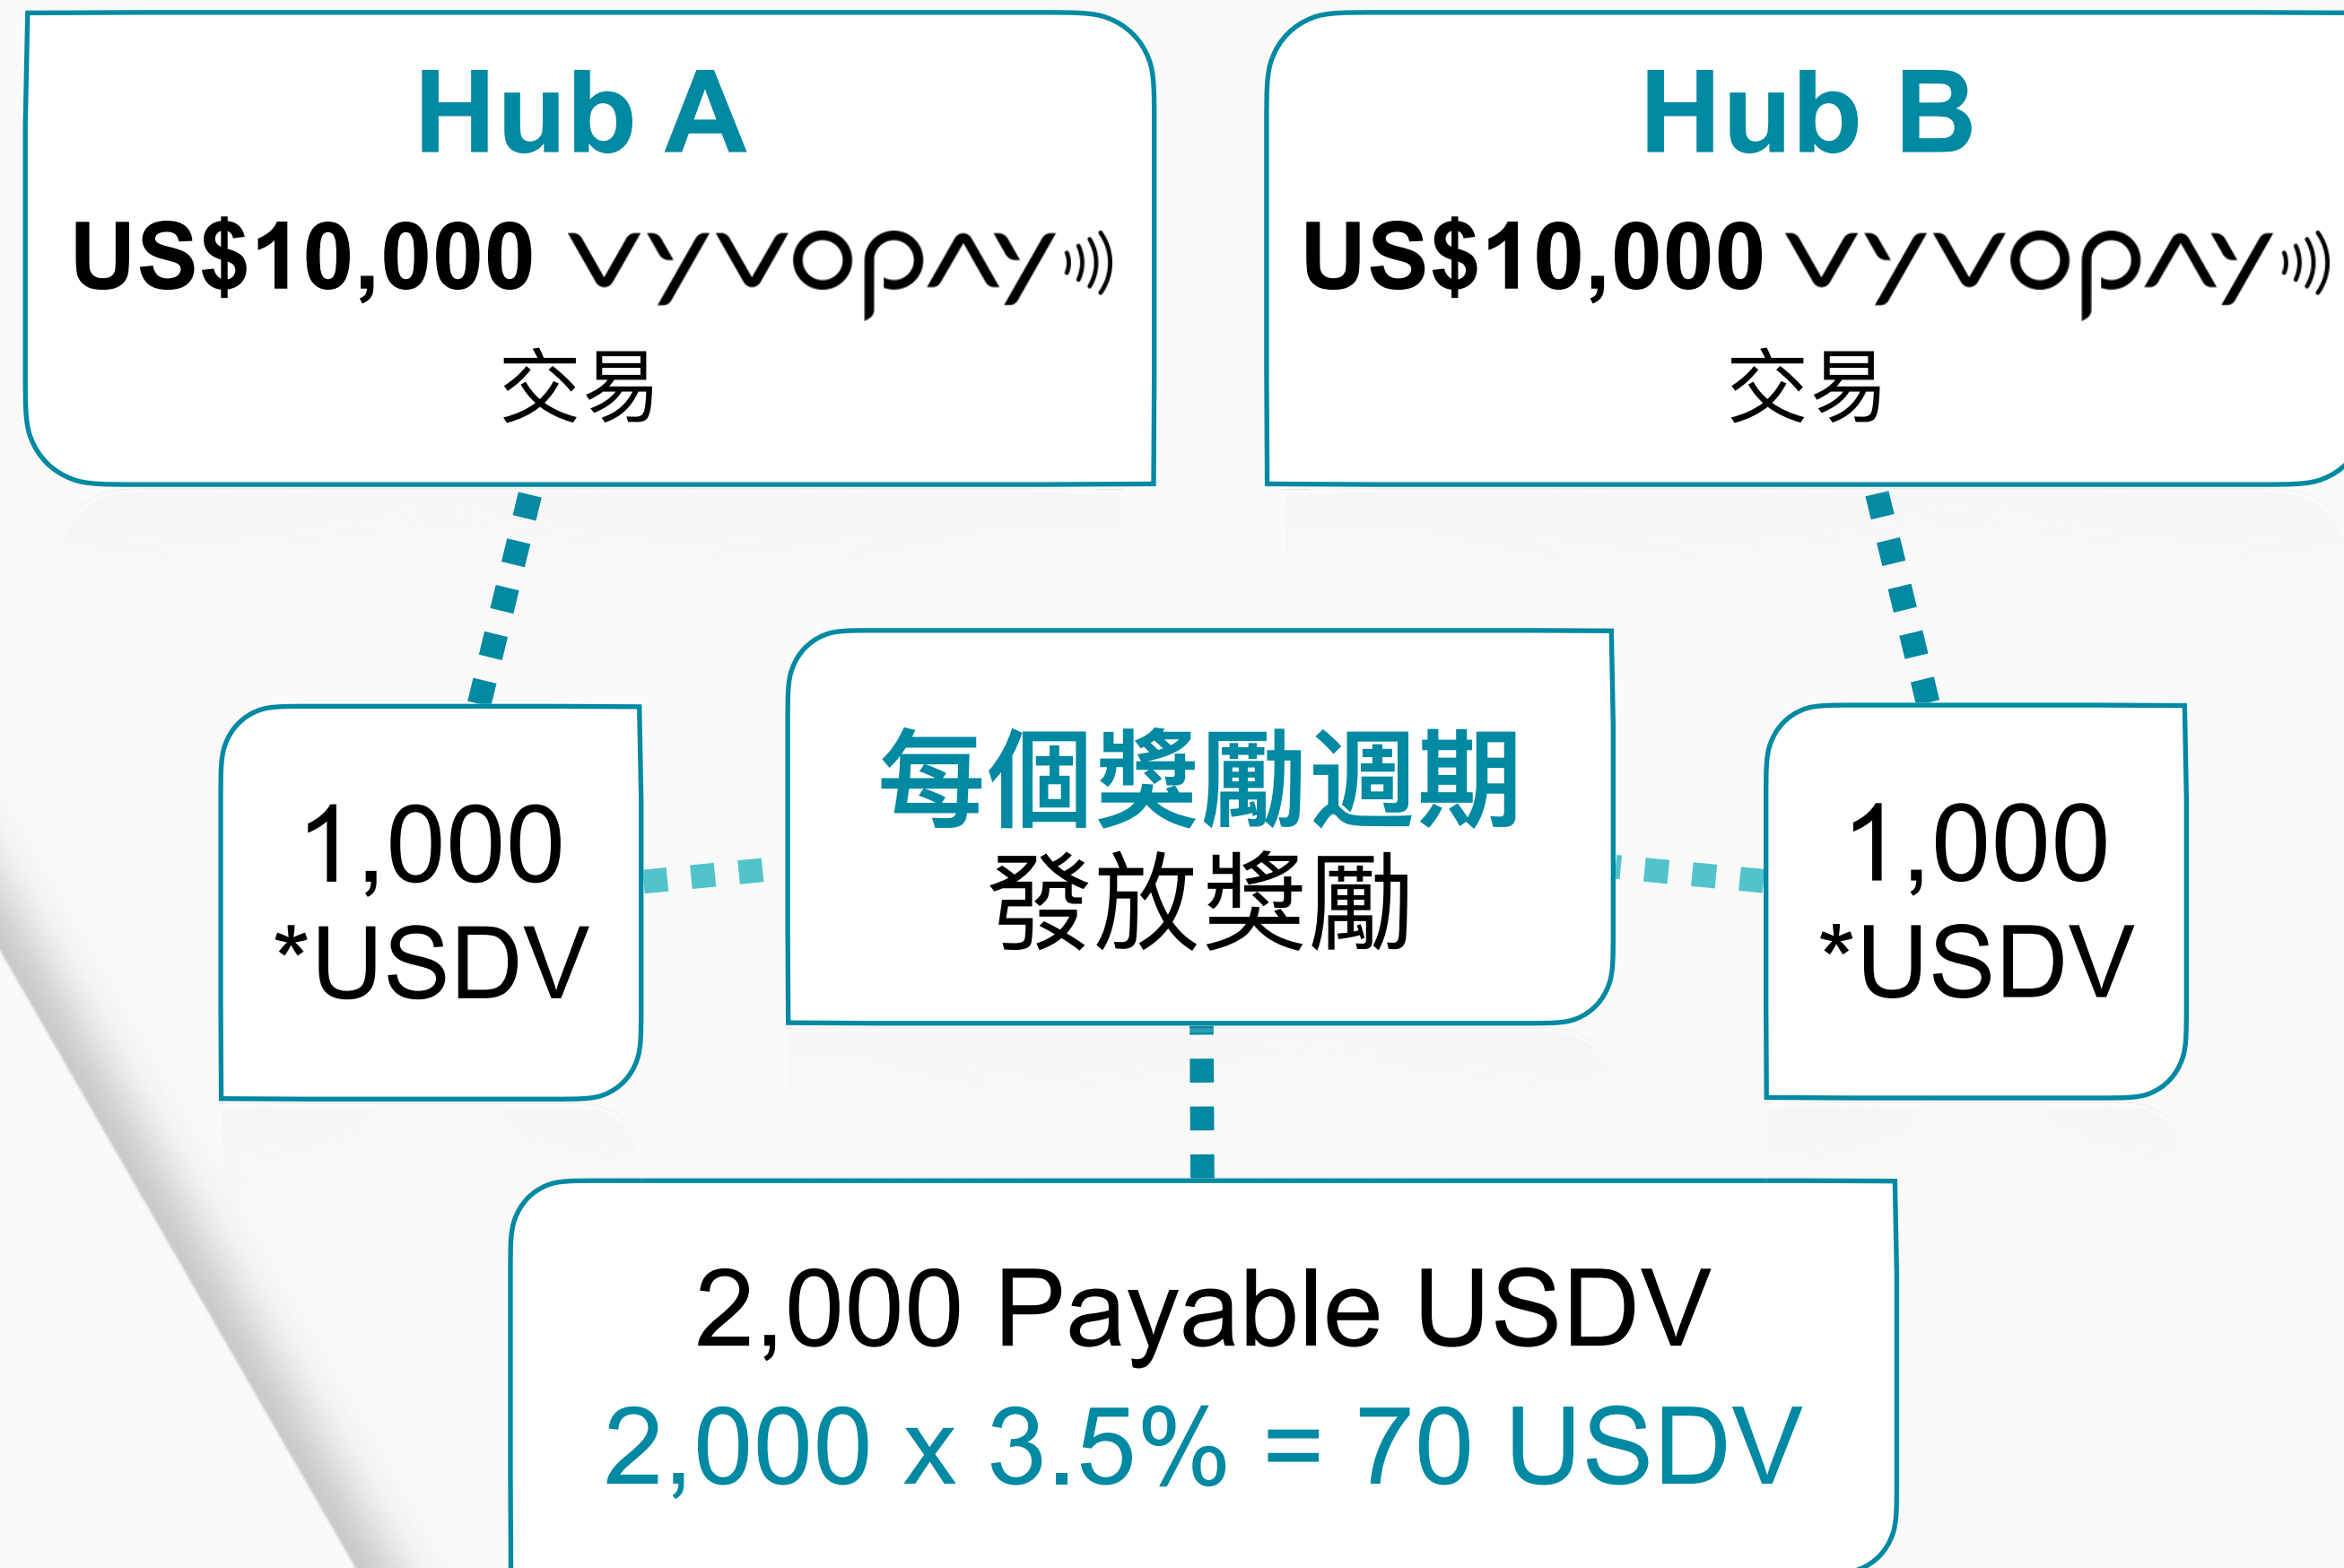 Hub A
US$10,000 vyvopay
交易
Hub B
US$10,000 vyvopay
交易
1,000
*USDV
每個獎勵週期
發放獎勵
1,000
*USDV
2,000 Payable USDV
2,000 x 3.5% = 70 USDV